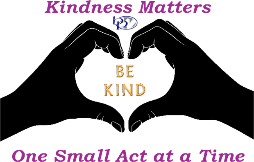 Kindness Matters
BE
KIND
One Small Act at a Time